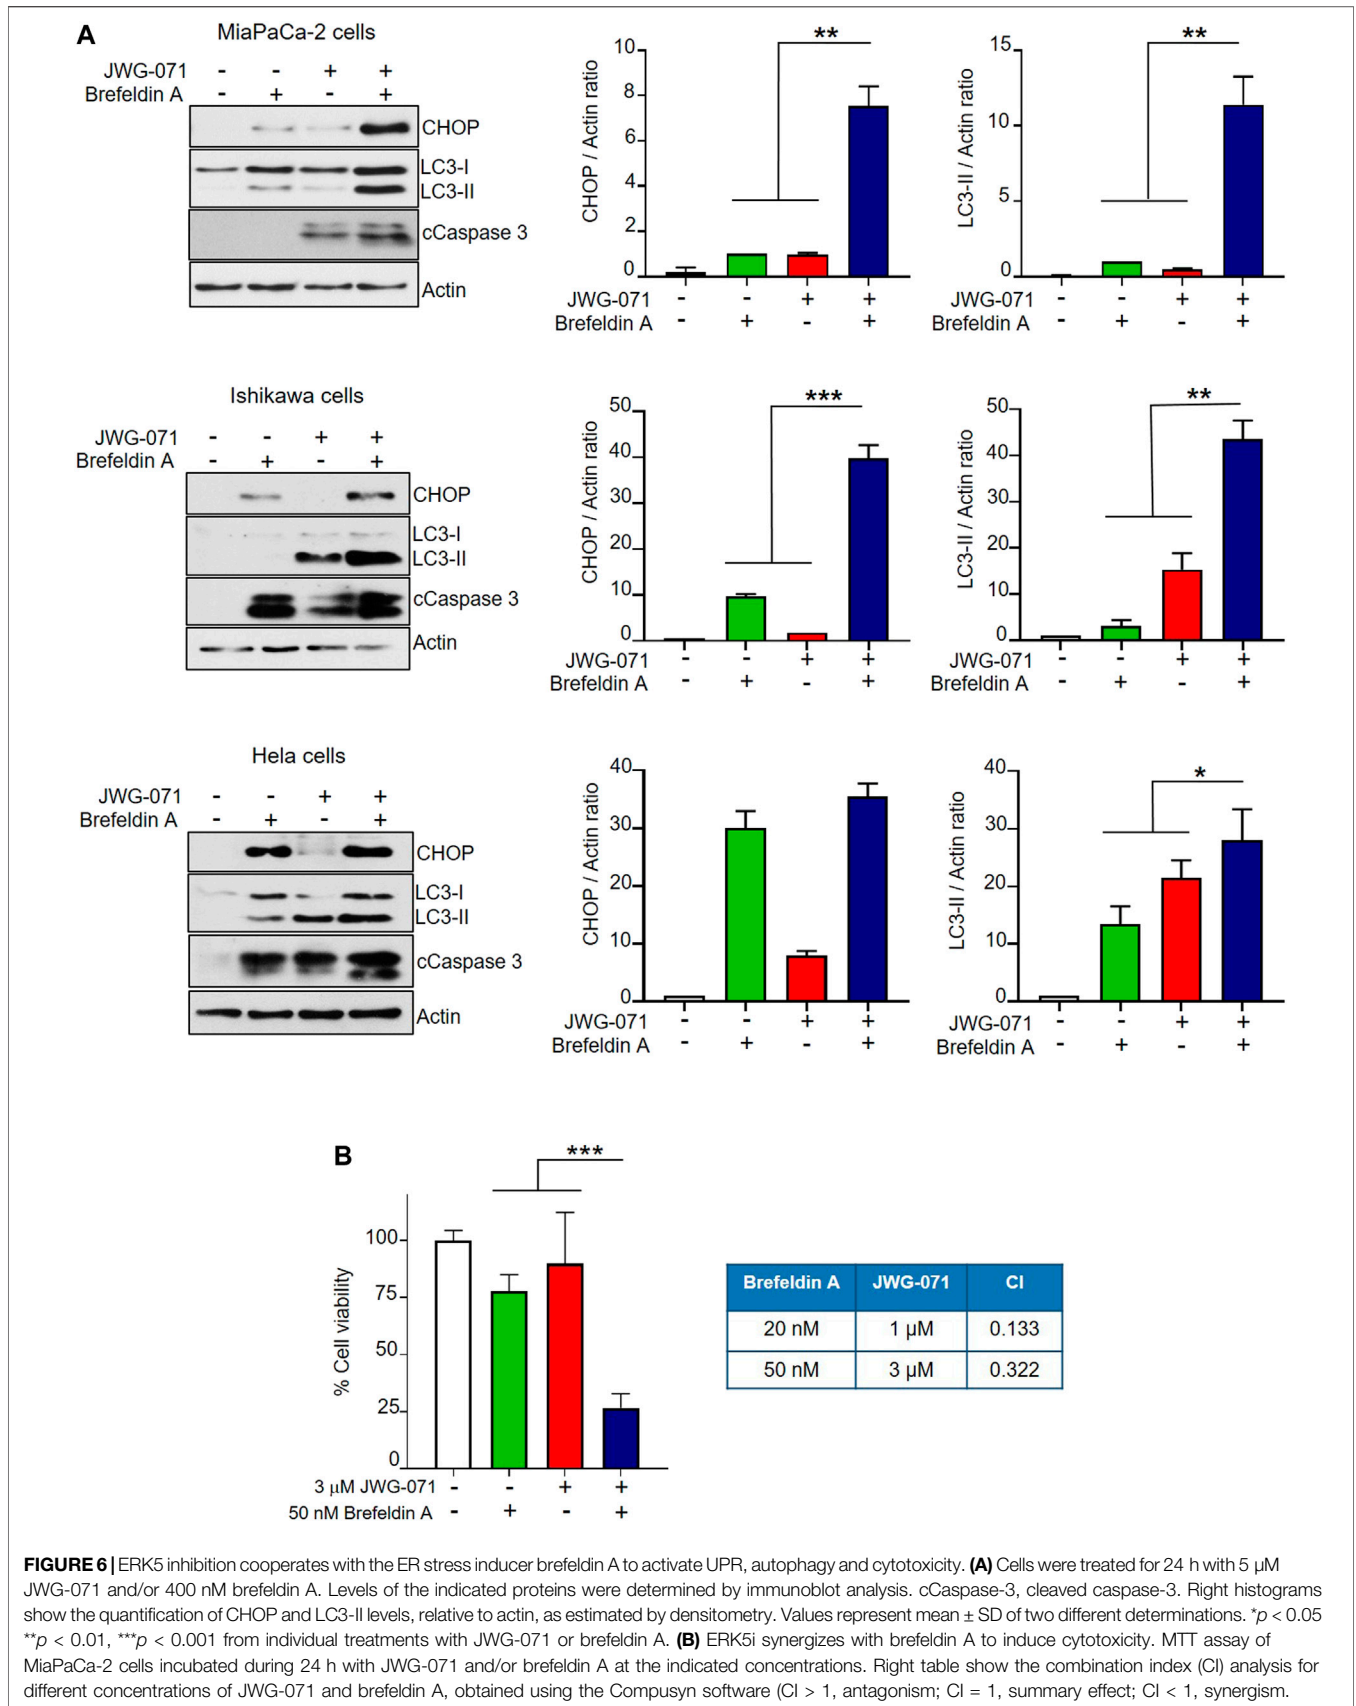 A
MiaPaCa-2 cells
JWG-071 - - + +
Brefeldin A - + - +
CHOP
LC3-I
LC3-II
cCaspase 3
Actin
**
10
8
6
4
2
0
CHOP / Actin ratio
JWG-071 - - + +
Brefeldin A - + - +
**
15
10
5
0
LC3-II / Actin ratio
JWG-071 - - + +
Brefeldin A - + - +
Ishikawa cells
JWG-071 - - + +
Brefeldin A - + - +
CHOP
LC3-I
LC3-II
cCaspase 3
Actin
***
50
40
30
20
10
0
CHOP / Actin ratio
JWG-071 - - + +
Brefeldin A - + - +
**
50
40
30
20
10
0
LC3-II / Actin ratio
JWG-071 - - + +
Brefeldin A - + - +
Hela cells
JWG-071 - - + +
Brefeldin A - + - +
CHOP
LC3-I
LC3-II
cCaspase 3
Actin
40
30
20
10
0
CHOP / Actin ratio
JWG-071 - - + +
Brefeldin A - + - +
*
40
30
20
10
0
LC3-II / Actin ratio
JWG-071 - - + +
Brefeldin A - + - +
B
***
100
75
50
25
0
% Cell viability
3 µM JWG-071 - - + +
50 nM Brefeldin A - + - +
Brefeldin A JWG-071 CI
20 nM 1 µM 0.133
50 nM 3 µM 0.322
FIGURE 6 | ERK5 inhibition cooperates with the ER stress inducer brefeldin A to activate UPR, autophagy and cytotoxicity. (A) Cells were treated for 24 h with 5 µM
JWG-071 and/or 400 nM brefeldin A. Levels of the indicated proteins were determined by immunoblot analysis. cCaspase-3, cleaved caspase-3. Right histograms
show the quantification of CHOP and LC3-II levels, relative to actin, as estimated by densitometry. Values represent mean ± SD of two different determinations. *p < 0.05
**p < 0.01, ***p < 0.001 from individual treatments with JWG-071 or brefeldin A. (B) ERK5i synergizes with brefeldin A to induce cytotoxicity. MTT assay of
MiaPaCa-2 cells incubated during 24 h with JWG-071 and/or brefeldin A at the indicated concentrations. Right table show the combination index (CI) analysis for
different concentrations of JWG-071 and brefeldin A, obtained using the Compusyn software (CI > 1, antagonism; CI = 1, summary effect; CI < 1, synergism.